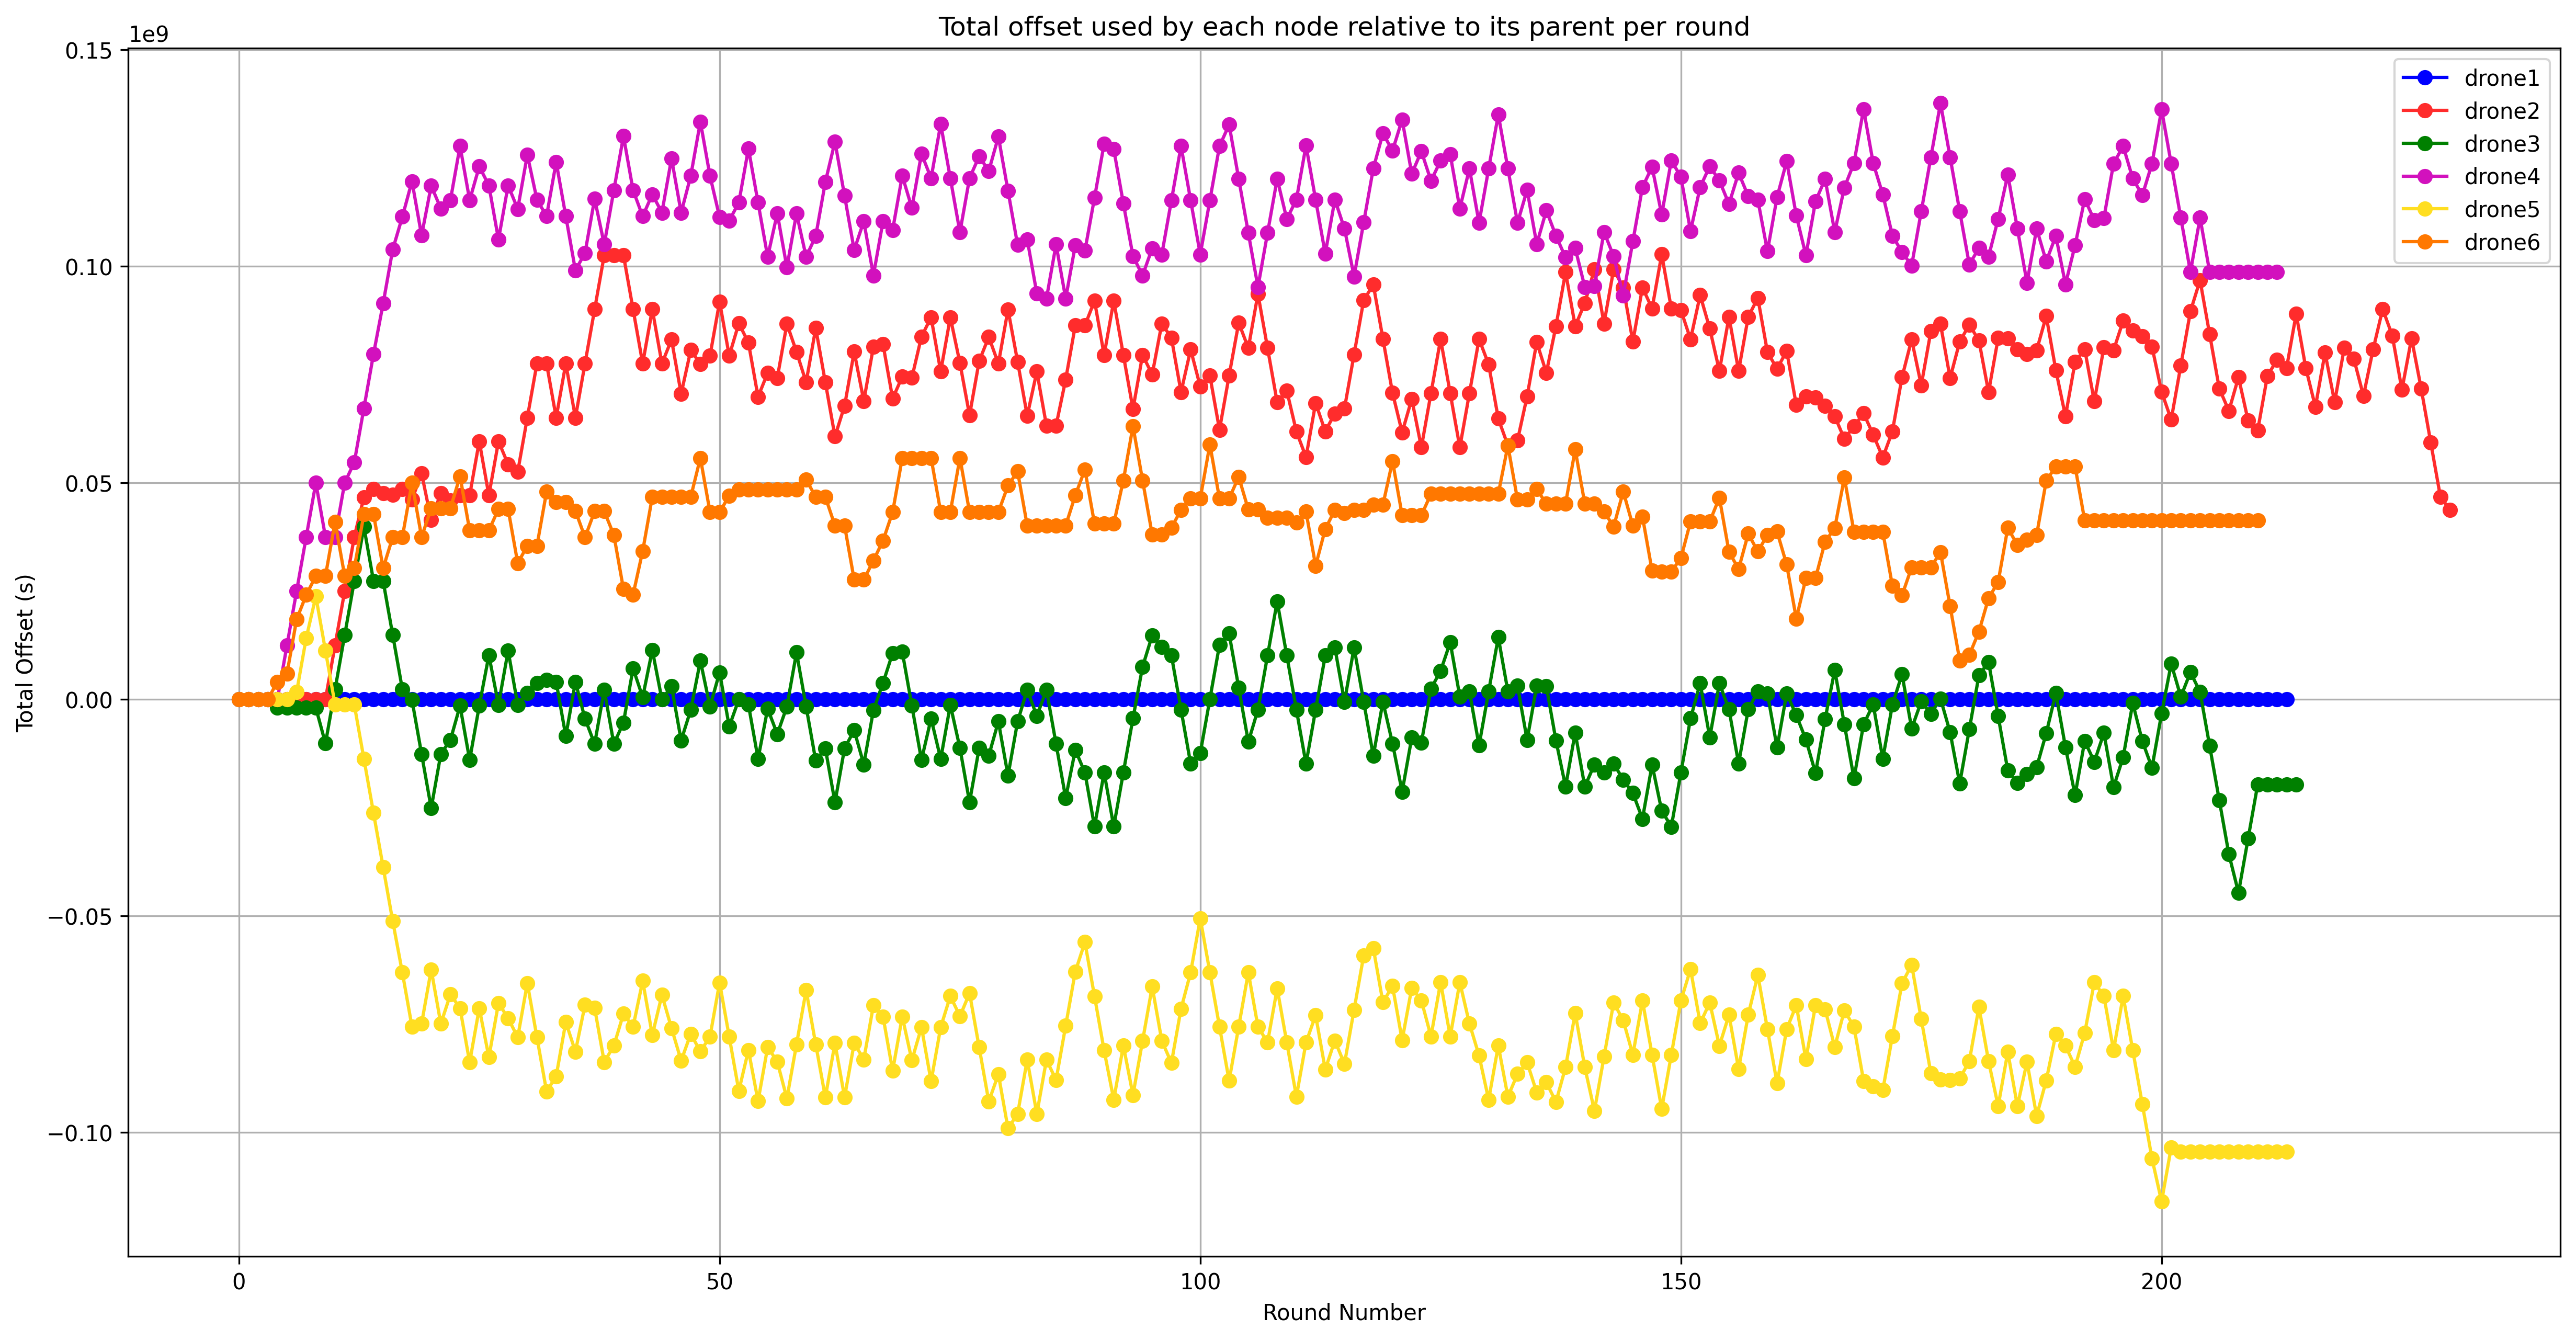 Total offset used by each node relative to its parent per round
1e9
0.15
0.10
0.05
0.00
−0.05
−0.10
Total Offset (s)
0 50 100 150 200
Round Number
drone1
drone2
drone3
drone4
drone5
drone6